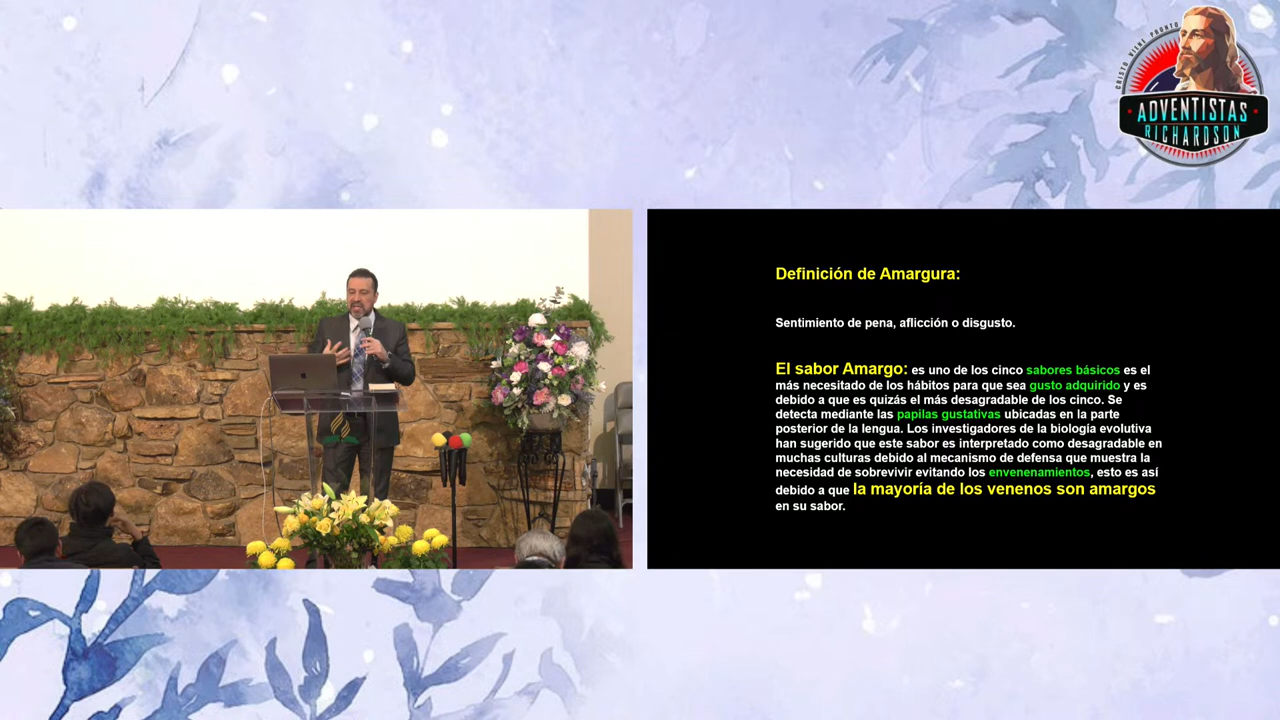 CRISTO VIENE PRONTO
ADVENTISTAS
RICHARDSON
Definición de Amargura:
Sentimiento de pena, aflicción o disgusto.
El sabor Amargo: es uno de los cinco sabores básicos es el
más necesitado de los hábitos para que sea gusto adquirido y es
debido a que es quizás el más desagradable de los cinco. Se
detecta mediante las papilas gustativas ubicadas en la parte
posterior de la lengua. Los investigadores de la biología evolutiva
han sugerido que este sabor es interpretado como desagradable en
muchas culturas debido al mecanismo de defensa que muestra la
necesidad de sobrevivir evitando los envenenamientos, esto es así
debido a que la mayoría de los venenos son amargos
en su sabor.